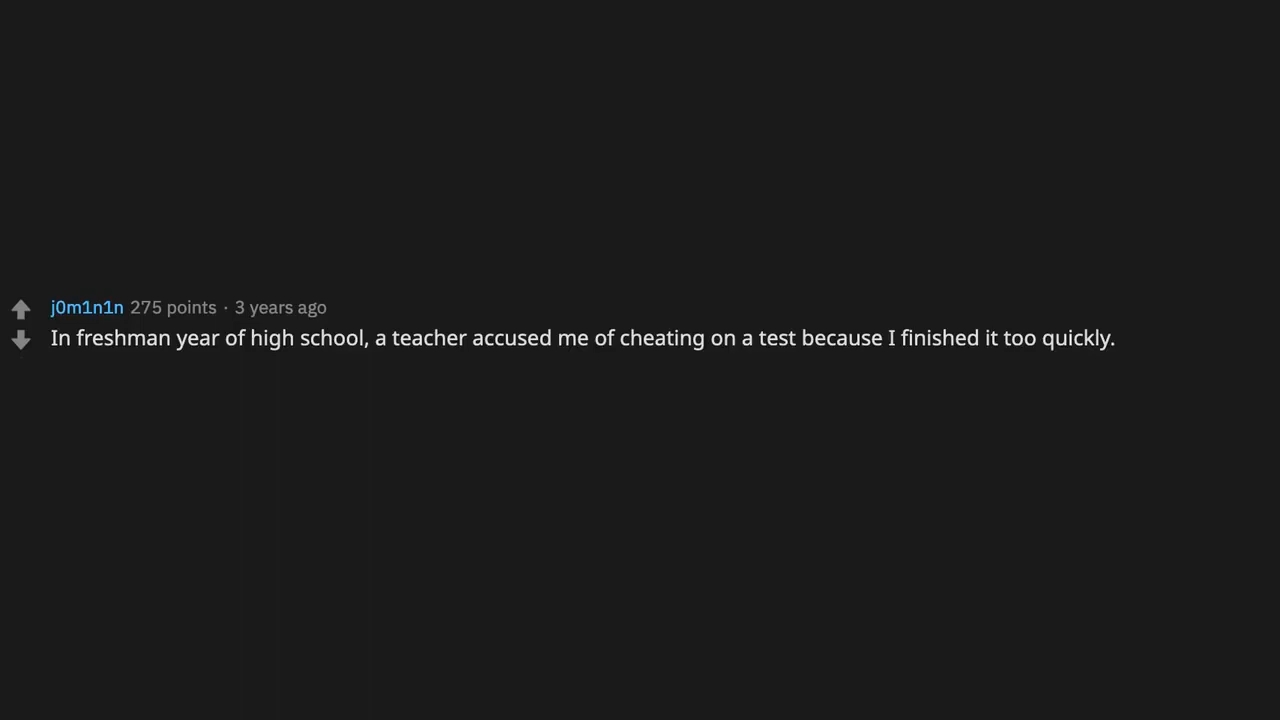 j0m1n1n 275 points · 3 years ago
In freshman year of high school, a teacher accused me of cheating on a test because I finished it too quickly.